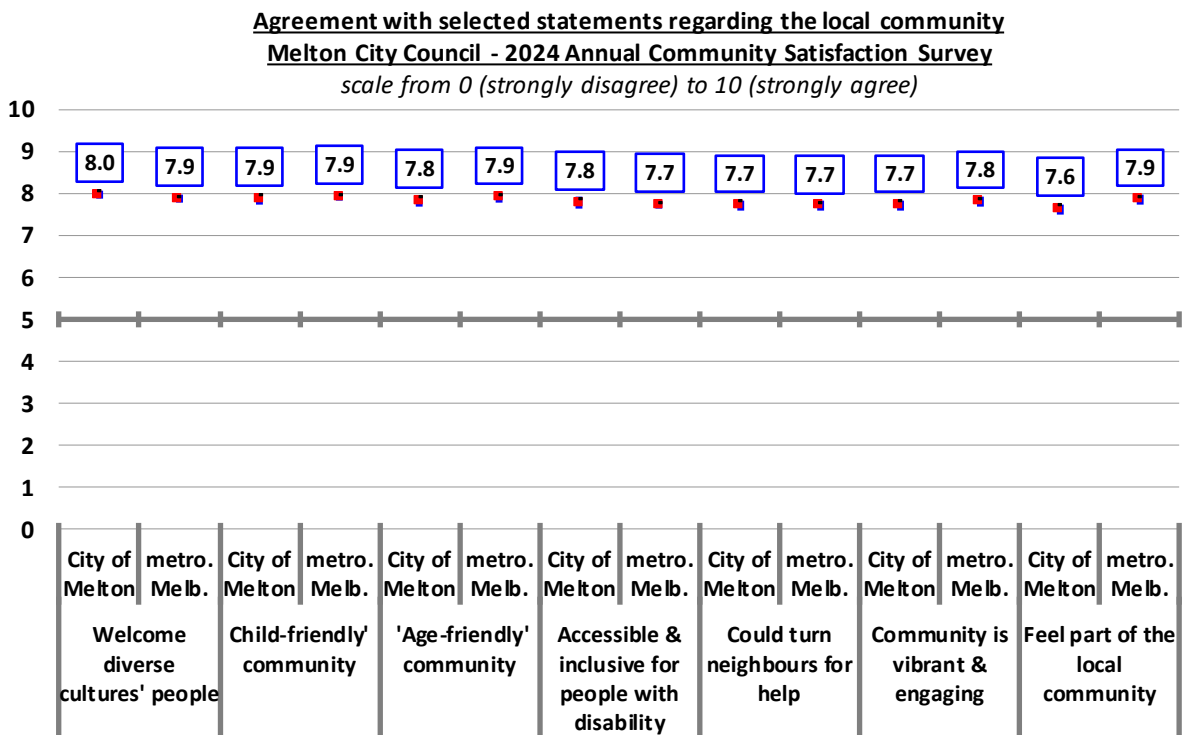 Agreement with selected statements regarding the local community
Melton City Council - 2024 Annual Community Satisfaction Survey
scale from 0 (strongly disagree) to 10 (strongly agree)
10
9
8
7
6
5
4
3
2
1
0
8.0 7.9 7.9 7.9 7.8 7.9 7.8 7.7 7.7 7.7 7.7 7.8 7.6 7.9
City of metro. City of metro. City of metro. City of metro. City of metro. City of metro. City of metro.
Melton Melb. Melton Melb. Melton Melb. Melton Melb. Melton Melb. Melton Melb. Melton Melb.
Welcome
diverse
cultures' people
Child-friendly'
community
'Age-friendly'
community
Accessible &
inclusive for
people with
disability
Could turn
neighbours for
help
Community is
vibrant &
engaging
Feel part of the
local
community